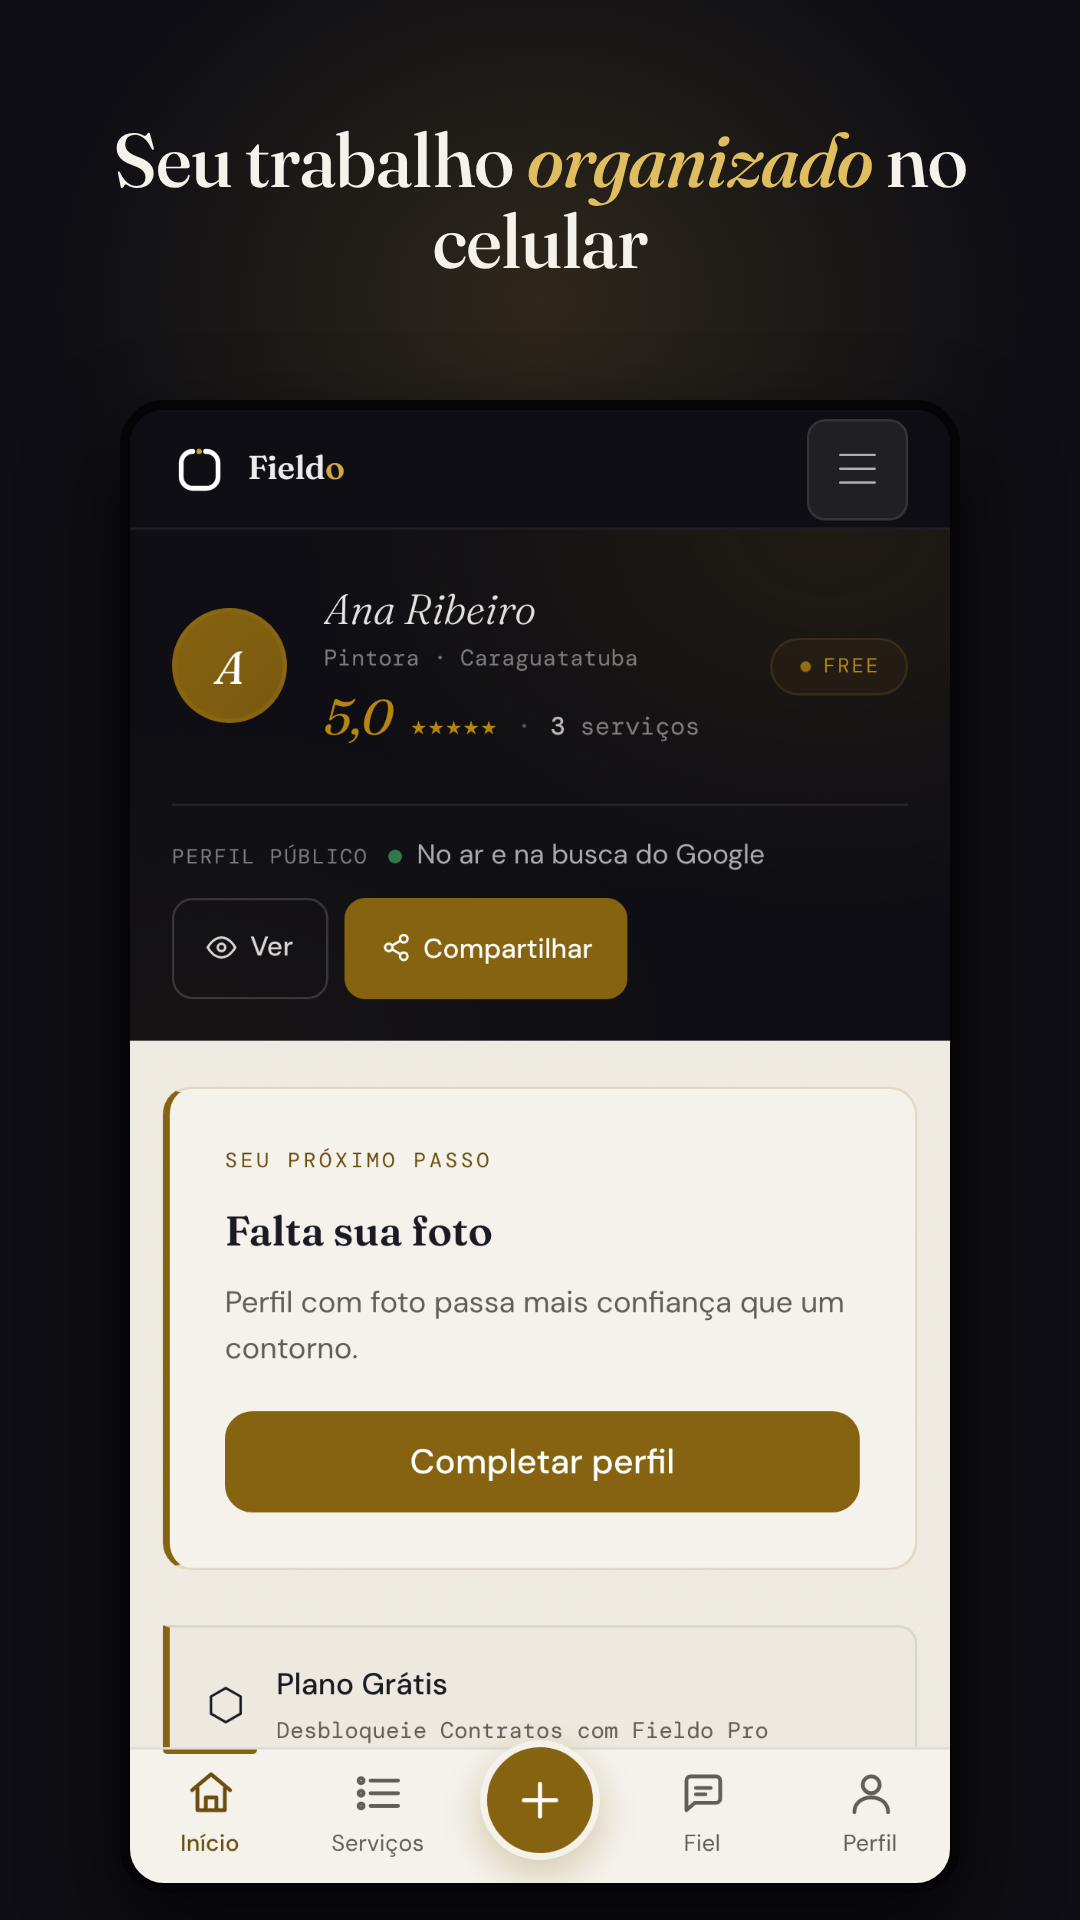 Seu trabalho organizado no
celular
Fieldo
A
Ana Ribeiro
Pintora · Caraguatatuba
5,0 ★★★★★ · 3 serviços
FREE
PERFIL PÚBLICO
No ar e na busca do Google
Ver
Compartilhar
SEU PRÓXIMO PASSO
Falta sua foto
Perfil com foto passa mais confiança que um
contorno.
Completar perfil
Plano Grátis
Desbloqueie Contratos com Fieldo Pro
Início
Serviços
Fiel
Perfil